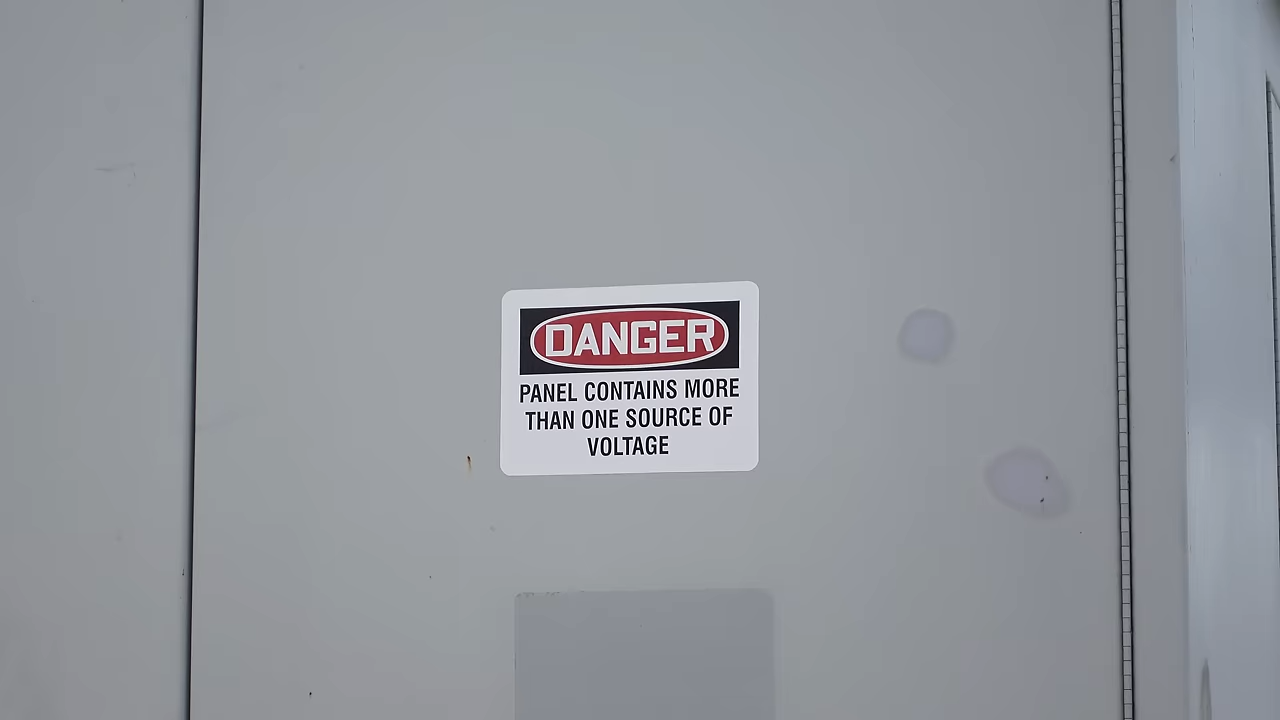 DANGER
PANEL CONTAINS MORE
THAN ONE SOURCE OF
VOLTAGE